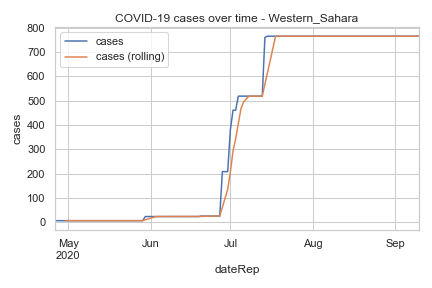 COVID-19 cases over time - Western_Sahara
cases
cases (rolling)
800
700
600
500
400
300
200
100
0
cases
May
2020
Jun
Jul
Aug
Sep
dateRep